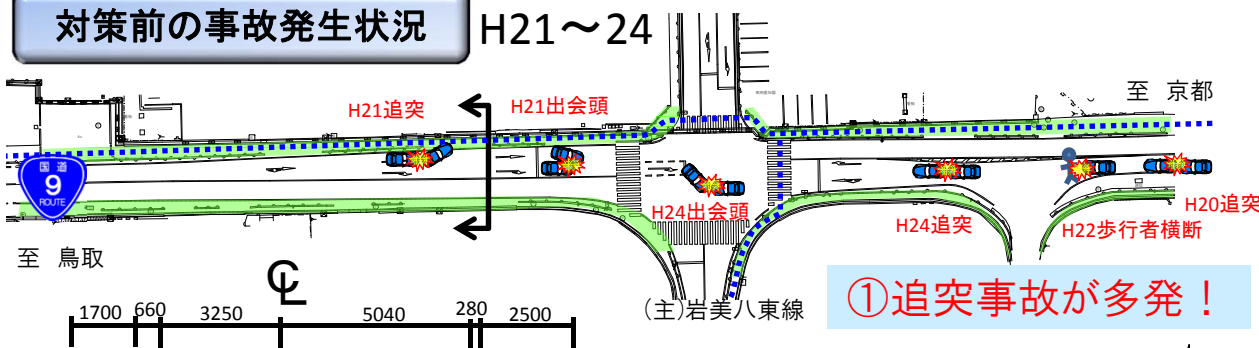 対策前の事故発生状況
H21～24
至 京都
H21追突
H21出会頭
国道
9
ROUTE
H24出会頭
H24追突
H22歩行者横断
H20追突
至 鳥取
(主)岩美八東線
①追突事故が多発！
CL
1700 660 3250 5040 280 2500